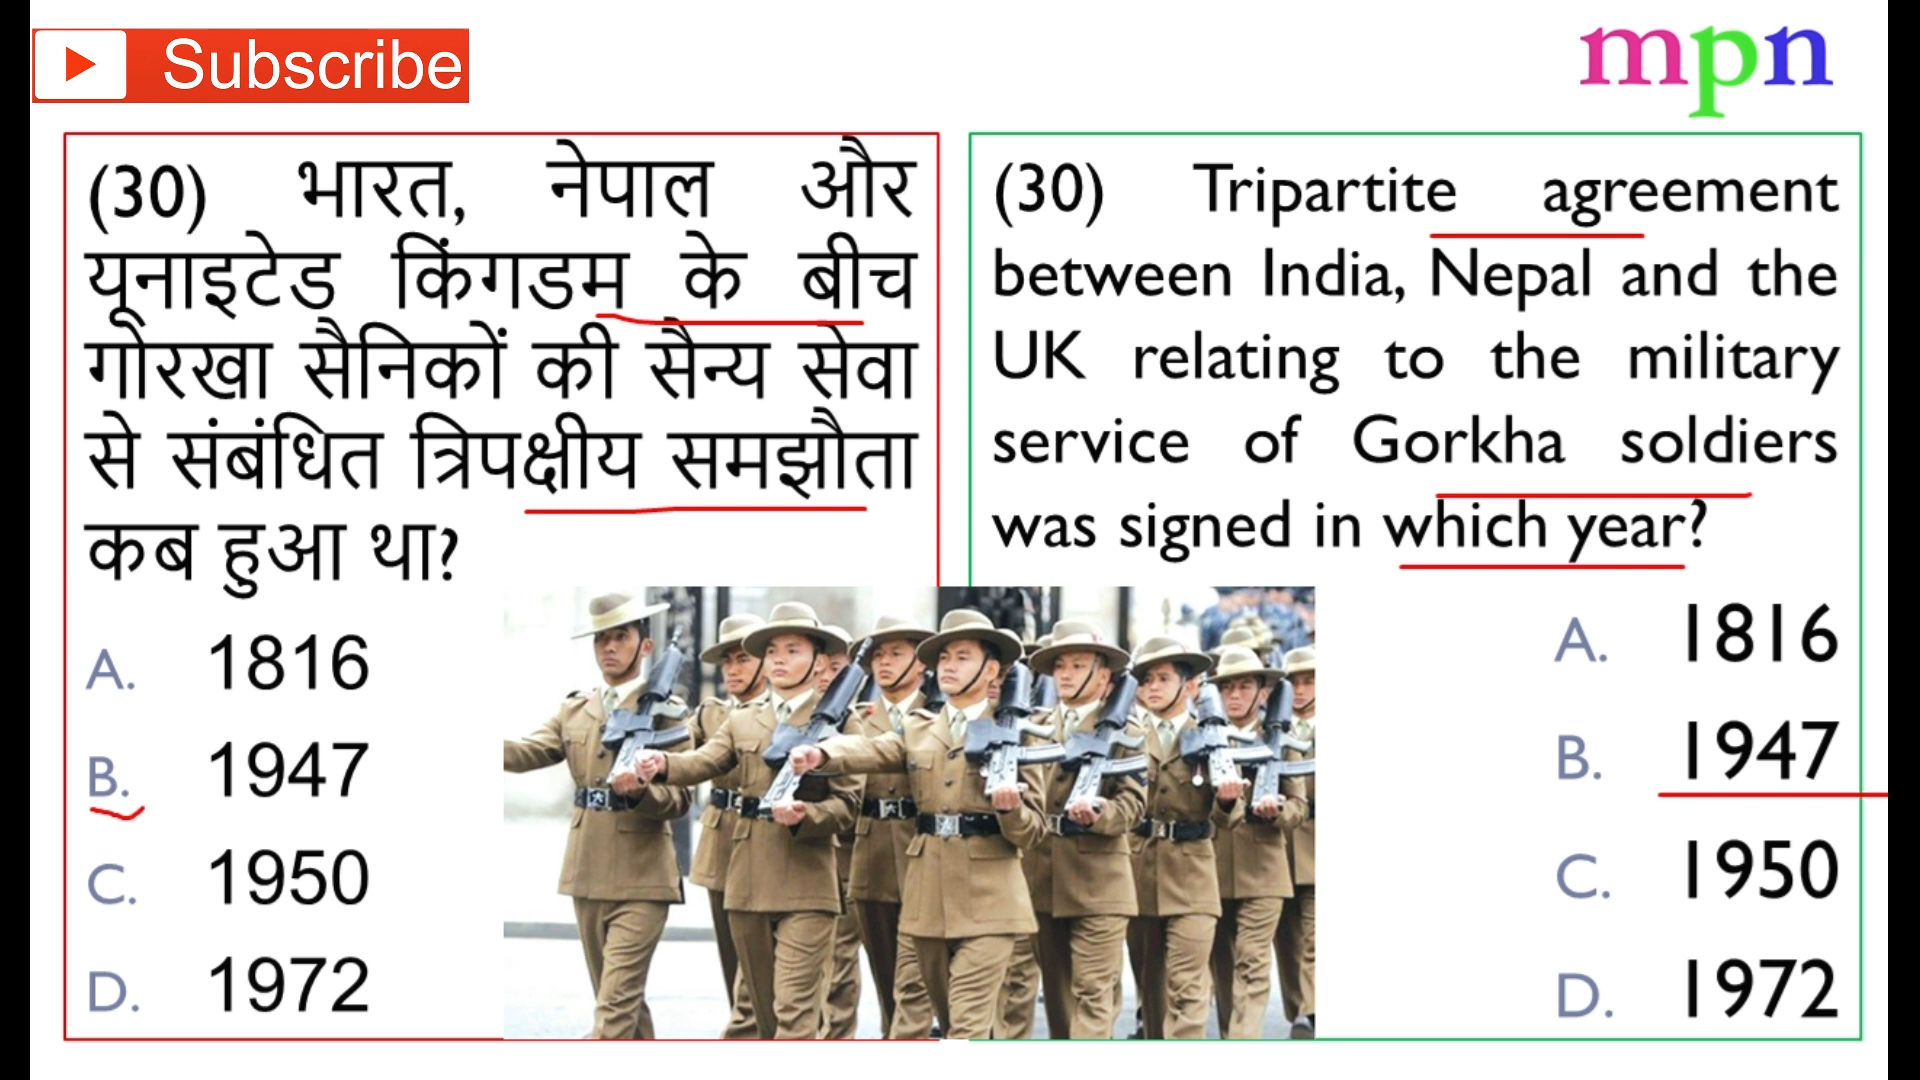 Subscribe
mpn
(30) भारत, नेपाल और
यूनाइटेड किंगडम के बीच
गोरखा सैनिकों की सैन्य सेवा
से संबंधित त्रिपक्षीय समझौता
कब हुआ था?
A. 1816
B. 1947
C. 1950
D. 1972
(30) Tripartite agreement
between India, Nepal and the
UK relating to the military
service of Gorkha soldiers
was signed in which year?
A. 1816
B. 1947
C. 1950
D. 1972